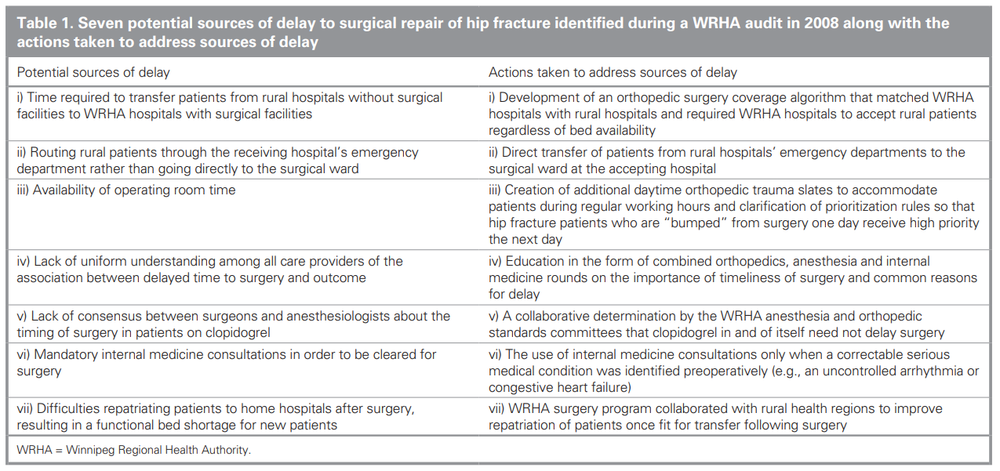 Table 1. Seven potential sources of delay to surgical repair of hip fracture identified during a WRHA audit in 2008 along with the
actions taken to address sources of delay
Potential sources of delay
Actions taken to address sources of delay
i) Time required to transfer patients from rural hospitals without surgical
facilities to WRHA hospitals with surgical facilities
i) Development of an orthopedic surgery coverage algorithm that matched WRHA
hospitals with rural hospitals and required WRHA hospitals to accept rural patients
regardless of bed availability
ii) Routing rural patients through the receiving hospital’s emergency
department rather than going directly to the surgical ward
ii) Direct transfer of patients from rural hospitals’ emergency departments to the
surgical ward at the accepting hospital
iii) Availability of operating room time
iii) Creation of additional daytime orthopedic trauma slates to accommodate
patients during regular working hours and clarification of prioritization rules so that
hip fracture patients who are “bumped” from surgery one day receive high priority
the next day
iv) Lack of uniform understanding among all care providers of the
association between delayed time to surgery and outcome
iv) Education in the form of combined orthopedics, anesthesia and internal
medicine rounds on the importance of timeliness of surgery and common reasons
for delay
v) Lack of consensus between surgeons and anesthesiologists about the
timing of surgery in patients on clopidogrel
v) A collaborative determination by the WRHA anesthesia and orthopedic
standards committees that clopidogrel in and of itself need not delay surgery
vi) Mandatory internal medicine consultations in order to be cleared for
surgery
vi) The use of internal medicine consultations only when a correctable serious
medical condition was identified preoperatively (e.g., an uncontrolled arrhythmia or
congestive heart failure)
vii) Difficulties repatriating patients to home hospitals after surgery,
resulting in a functional bed shortage for new patients
vii) WRHA surgery program collaborated with rural health regions to improve
repatriation of patients once fit for transfer following surgery
WRHA = Winnipeg Regional Health Authority.